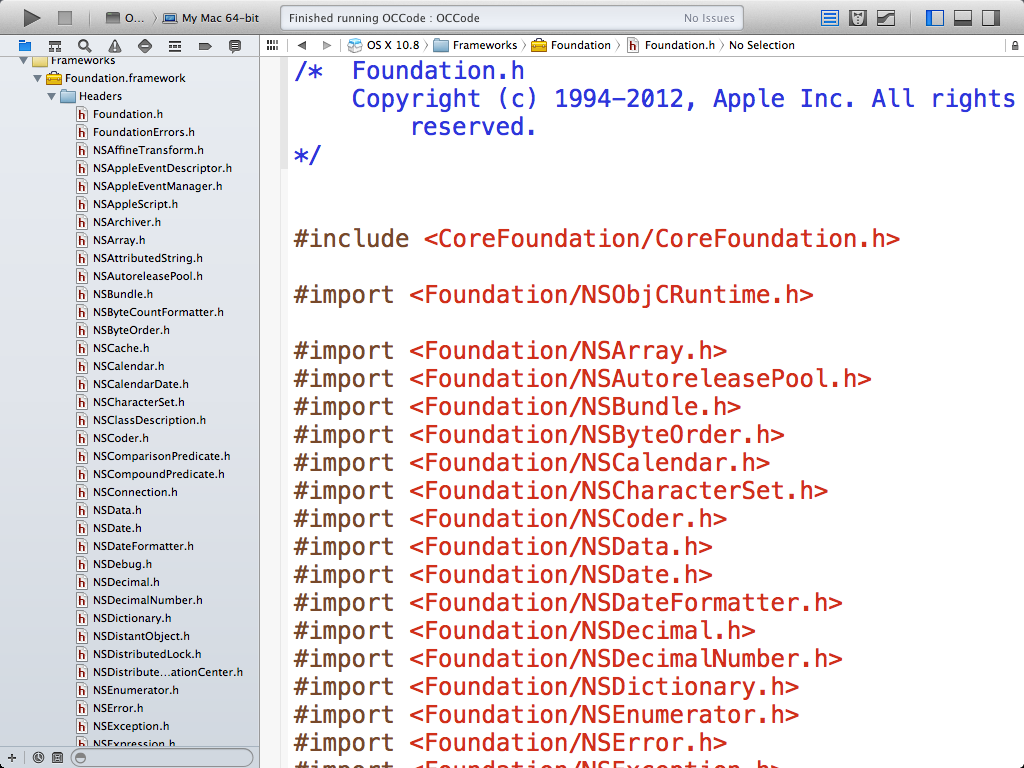 O...
My Mac 64-bit
Finished running OCCode : OCCode
No Issues
OS X 10.8
Frameworks
Foundation
h Foundation.h
No Selection
Frameworks
Foundation.framework
Headers
h Foundation.h
h FoundationErrors.h
h NSAffineTransform.h
h NSAppleEventDescriptor.h
h NSAppleEventManager.h
h NSAppleScript.h
h NSArchiver.h
h NSArray.h
h NSAttributedString.h
h NSAutoreleasePool.h
h NSBundle.h
h NSByteCountFormatter.h
h NSByteOrder.h
h NSCache.h
h NSCalendar.h
h NSCalendarDate.h
h NSCharacterSet.h
h NSClassDescription.h
h NSCoder.h
h NSComparisonPredicate.h
h NSCompoundPredicate.h
h NSConnection.h
h NSData.h
h NSDate.h
h NSDateFormatter.h
h NSDebug.h
h NSDecimal.h
h NSDecimalNumber.h
h NSDictionary.h
h NSDistantObject.h
h NSDistributedLock.h
h NSDistribute...ationCenter.h
h NSEnumerator.h
h NSError.h
h NSException.h
h NSExpression.h
/*  Foundation.h
Copyright (c) 1994-2012, Apple Inc. All rights
reserved.
*/
#include <CoreFoundation/CoreFoundation.h>
#import <Foundation/NSObjCRuntime.h>
#import <Foundation/NSArray.h>
#import <Foundation/NSAutoreleasePool.h>
#import <Foundation/NSBundle.h>
#import <Foundation/NSByteOrder.h>
#import <Foundation/NSCalendar.h>
#import <Foundation/NSCharacterSet.h>
#import <Foundation/NSCoder.h>
#import <Foundation/NSData.h>
#import <Foundation/NSDate.h>
#import <Foundation/NSDateFormatter.h>
#import <Foundation/NSDecimal.h>
#import <Foundation/NSDecimalNumber.h>
#import <Foundation/NSDictionary.h>
#import <Foundation/NSEnumerator.h>
#import <Foundation/NSError.h>
#import <Foundation/NSException.h>